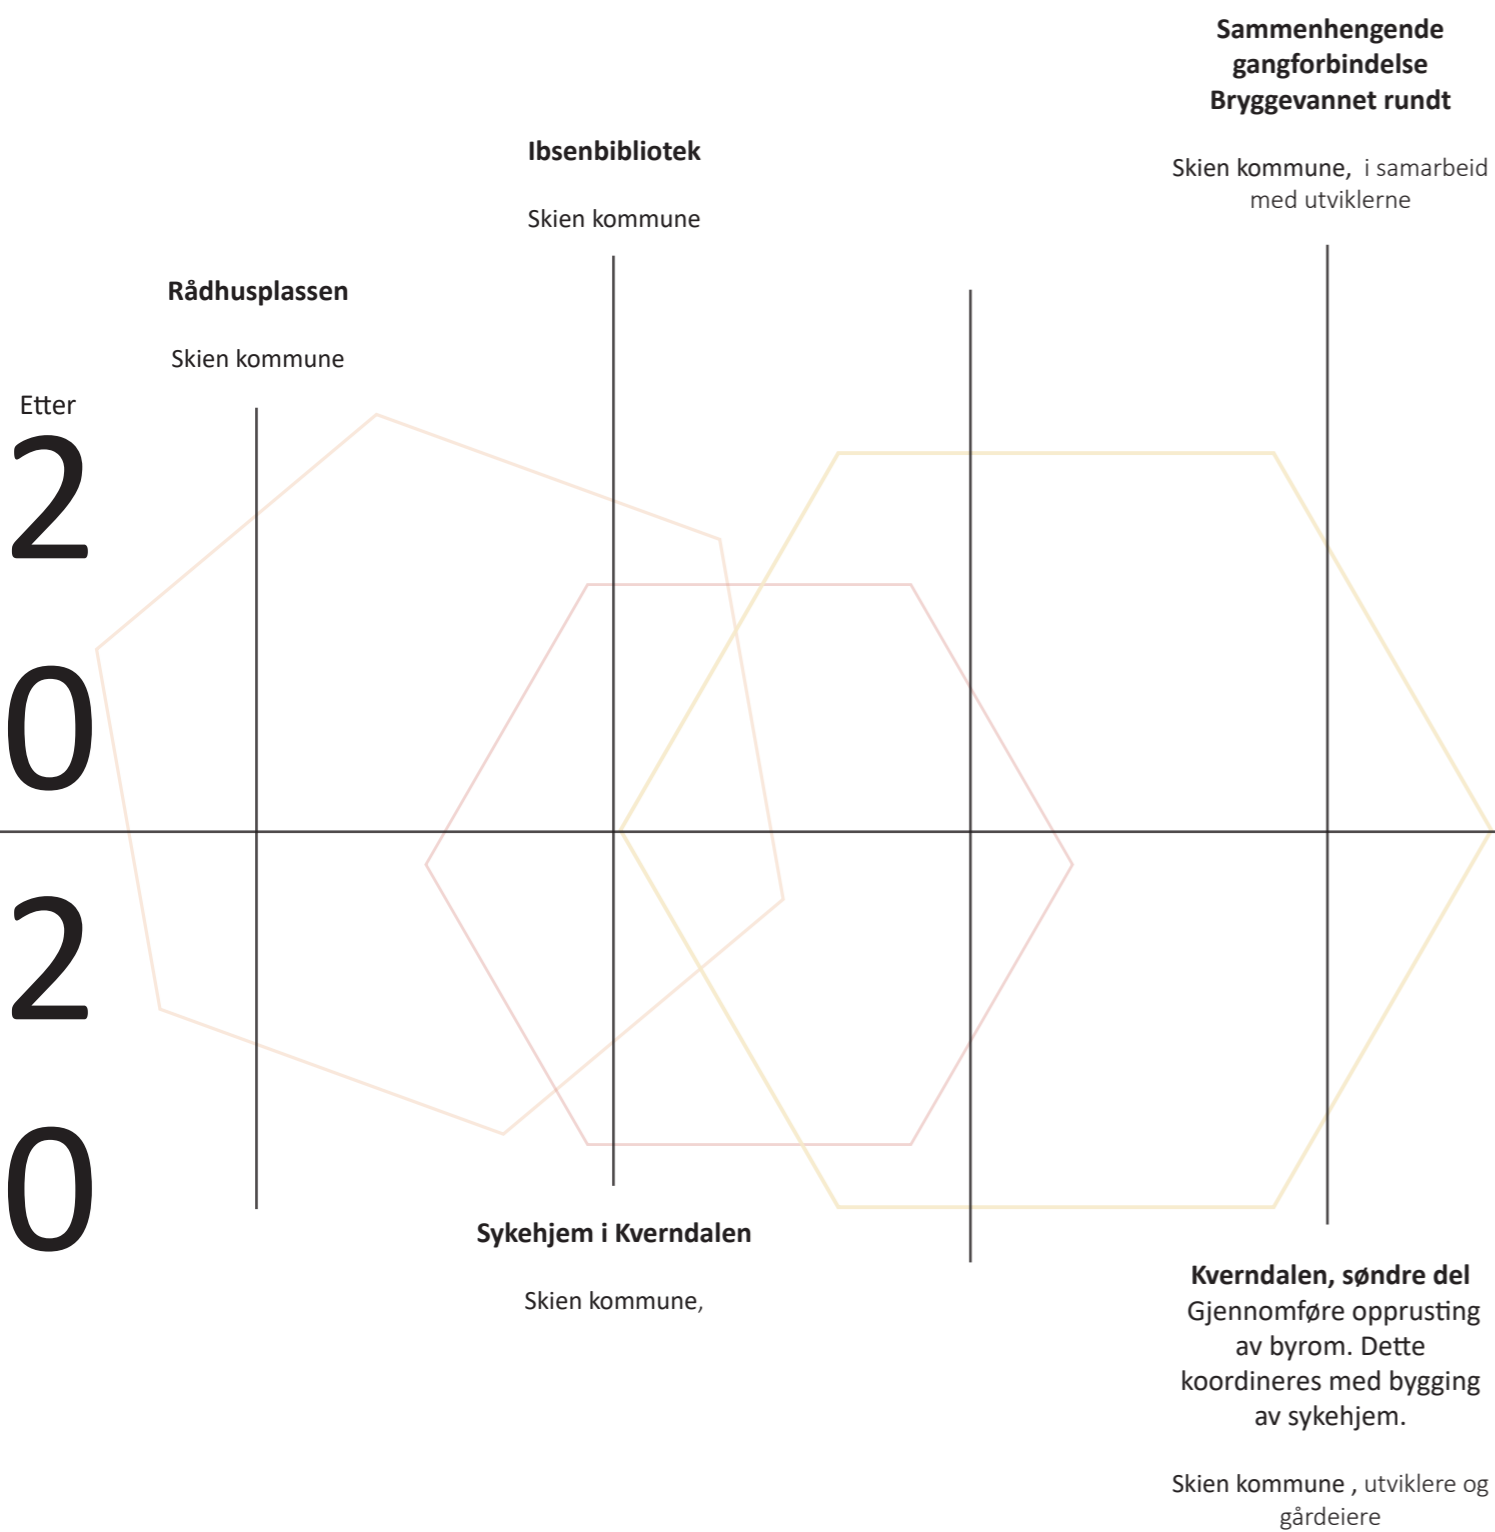 Sammenhengende
gangforbindelse
Bryggevannet rundt
Skien kommune, i samarbeid
med utviklerne
Ibsenbibliotek
Skien kommune
Rådhusplassen
Skien kommune
Etter
2
0
2
0
Sykehjem i Kverndalen
Skien kommune,
Kverndalen, søndre del
Gjennomføre opprusting
av byrom. Dette
koordineres med bygging
av sykehjem.
Skien kommune , utviklere og
gårdeiere